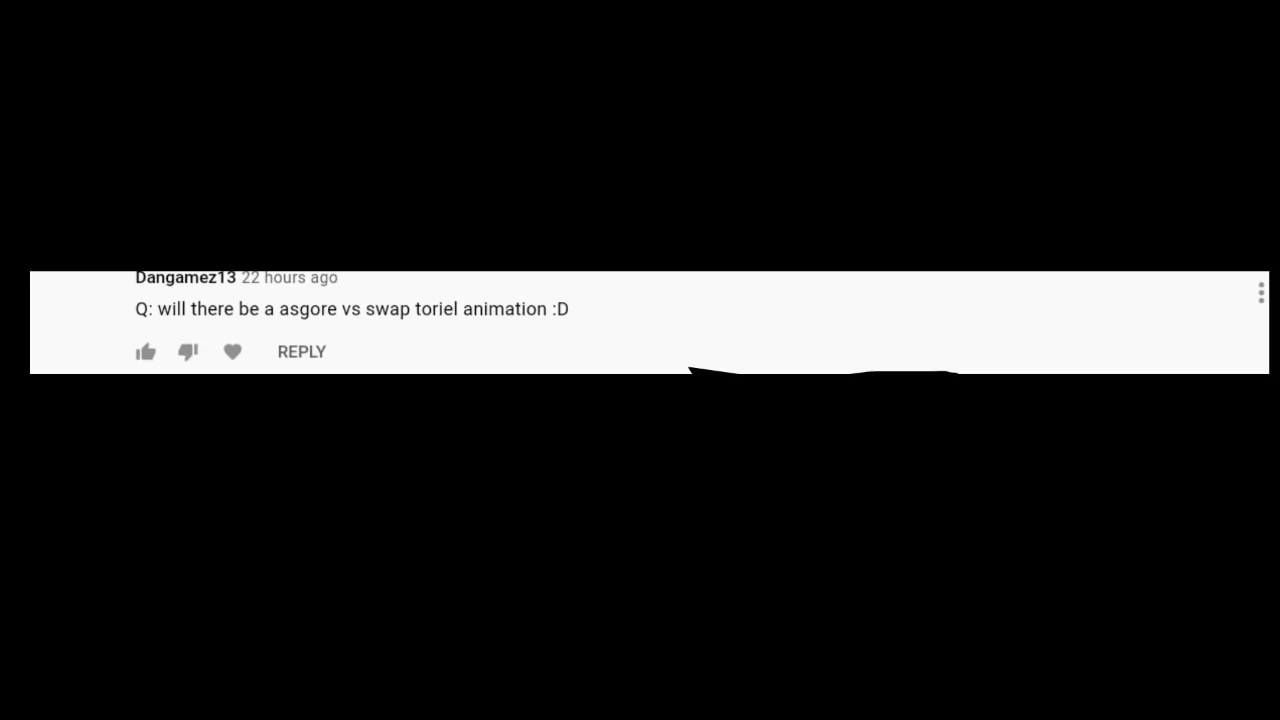 Dangamez13 22 hours ago
Q: will there be a asgore vs swap toriel animation :D
REPLY